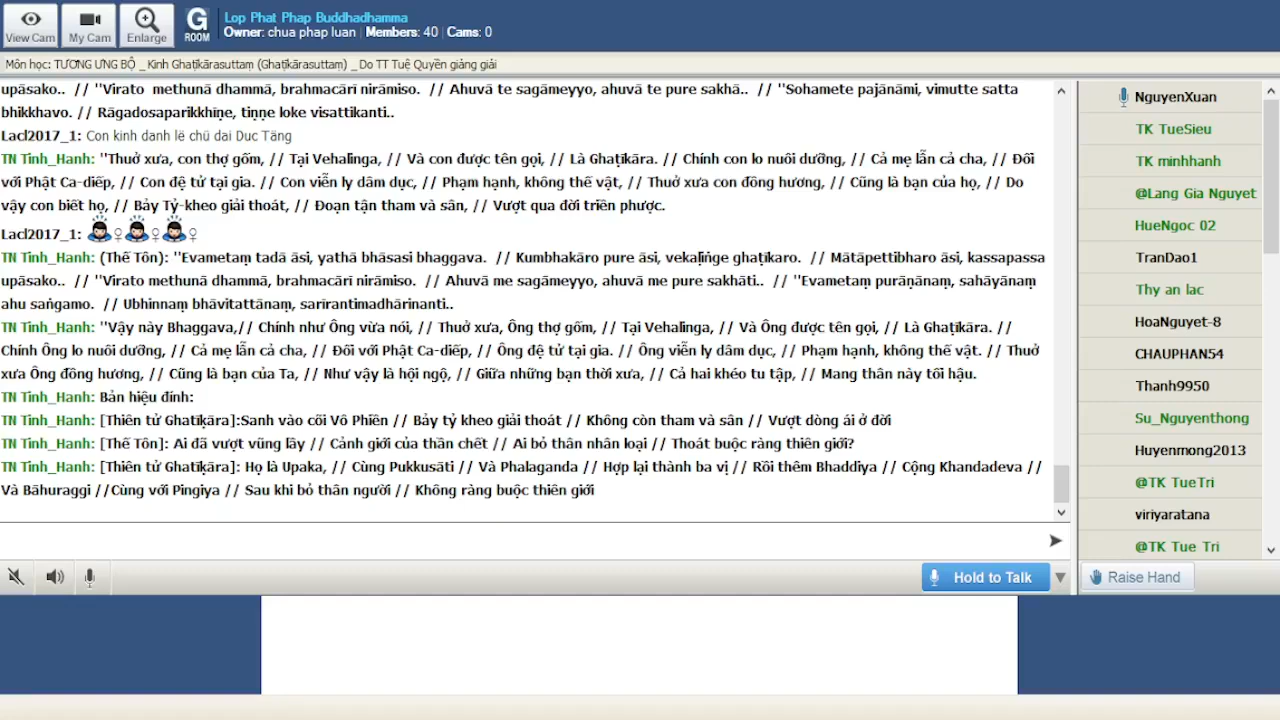 View Cam
My Cam
Enlarge
G
ROOM
Lop Phat Phap Buddhadhamma
Owner: chua phap luan | Members: 40 | Cams: 0
Môn học: TƯƠNG ƯNG BỘ _ Kinh Ghaṭikārasuttaṃ (Ghaṭikārasuttaṃ) _ Do TT Tuệ Quyền giảng giải
upāsako.. // "Virato methunā dhammā, brahmacārī nirāmiso. // Ahuvā te sagāmeyyo, ahuvā te pure sakhā.. // "Sohamete pajānāmi, vimutte satta
bhikkhavo. // Rāgadosaparikkhīṇe, tiṇṇe loke visattikanti..
Lacl2017_1: Con kinh danh lê chú dai Duc Tăng
TN Tinh_Hanh: "Thuở xưa, con thợ gốm, // Tại Vehalinga, // Và con được tên gọi, // Là Ghaṭīkāra. // Chính con lo nuôi dưỡng, // Cả mẹ lẫn cả cha, // Đối
với Phật Ca-diếp, // Con đệ tử tại gia. // Con viễn ly dâm dục, // Phạm hạnh, không thế vật, // Thuở xưa con đồng hương, // Cũng là bạn của họ, // Do
vậy con biết họ, // Bảy Tỷ-kheo giải thoát, // Đoạn tận tham và sân, // Vượt qua đời triền phược.
Lacl2017_1:
TN Tinh_Hanh: (Thế Tôn): "Evametaṃ tadā āsi, yathā bhāsasi bhaggava. // Kumbhakāro pure āsi, vekaḷiṅge ghaṭīkaro. // Mātāpettibharo āsi, kassapassa
upāsako.. // "Virato methunā dhammā, brahmacārī nirāmiso. // Ahuvā me sagāmeyyo, ahuvā me pure sakhāti.. // "Evametaṃ purāṇānaṃ, sahāyānaṃ
ahu saṅgamo. // Ubhinnaṃ bhāvitattānaṃ, sarīrantimadhārinanti..
TN Tinh_Hanh: "Vậy này Bhaggava,// Chính như Ông vừa nói, // Thuở xưa, Ông thợ gốm, // Tại Vehalinga, // Và Ông được tên gọi, // Là Ghaṭīkāra. //
Chính Ông lo nuôi dưỡng, // Cả mẹ lẫn cả cha, // Đối với Phật Ca-diếp, // Ông đệ tử tại gia. // Ông viễn ly dâm dục, // Phạm hạnh, không thế vật. // Thuở
xưa Ông đồng hương, // Cũng là bạn của Ta, // Như vậy là hội ngộ, // Giữa những bạn thời xưa, // Cả hai khéo tu tập, // Mang thân này tối hậu.
TN Tinh_Hanh: Bản hiệu đính:
TN Tinh_Hanh: [Thiên tử Ghatīkāra]:Sanh vào cõi Vô Phiền // Bảy tỷ kheo giải thoát // Không còn tham và sân // Vượt dòng ái ở đời
TN Tinh_Hanh: [Thế Tôn]: Ai đã vượt vũng lầy // Cảnh giới của thần chết // Ai bỏ thân nhân loại // Thoát buộc ràng thiên giới?
TN Tinh_Hanh: [Thiên tử Ghatīkāra]: Họ là Upaka, // Cùng Pukkusāti // Và Phalaganda // Hợp lại thành ba vị // Rồi thêm Bhaddiya // Cộng Khandadeva //
Và Bāhuraggi //Cùng với Pingiya // Sau khi bỏ thân người // Không ràng buộc thiên giới
NguyenXuan
TK TueSieu
TK minhhanh
@Lang Gia Nguyet
HueNgoc 02
TranDao1
Thy an lac
HoaNguyet-8
CHAUPHAN54
Thanh9950
Su_Nguyenthong
Huyenmong2013
@TK TueTri
viriyaratana
@TK Tue Tri
Hold to Talk
Raise Hand